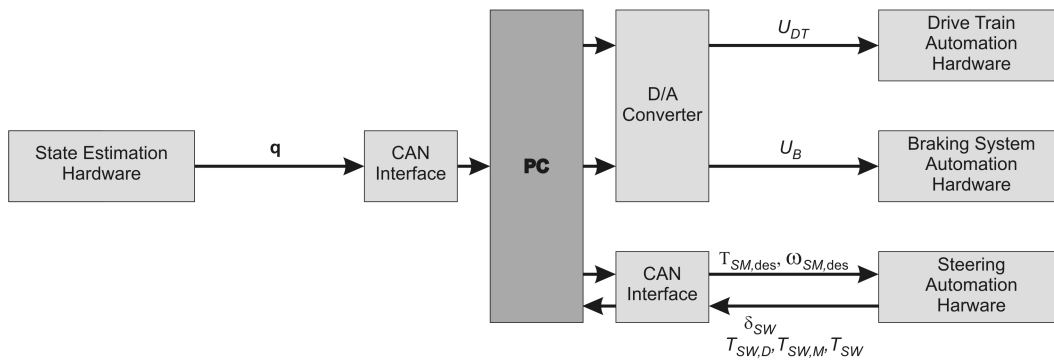 State Estimation
Hardware
q
CAN
Interface
PC
D/A
Converter
U_DT
Drive Train
Automation
Hardware
U_B
Braking System
Automation
Hardware
CAN
Interface
T_SM,des, ω_SM,des
δ_SW
T_SW,D, T_SW,M, T_SW
Steering
Automation
Harware